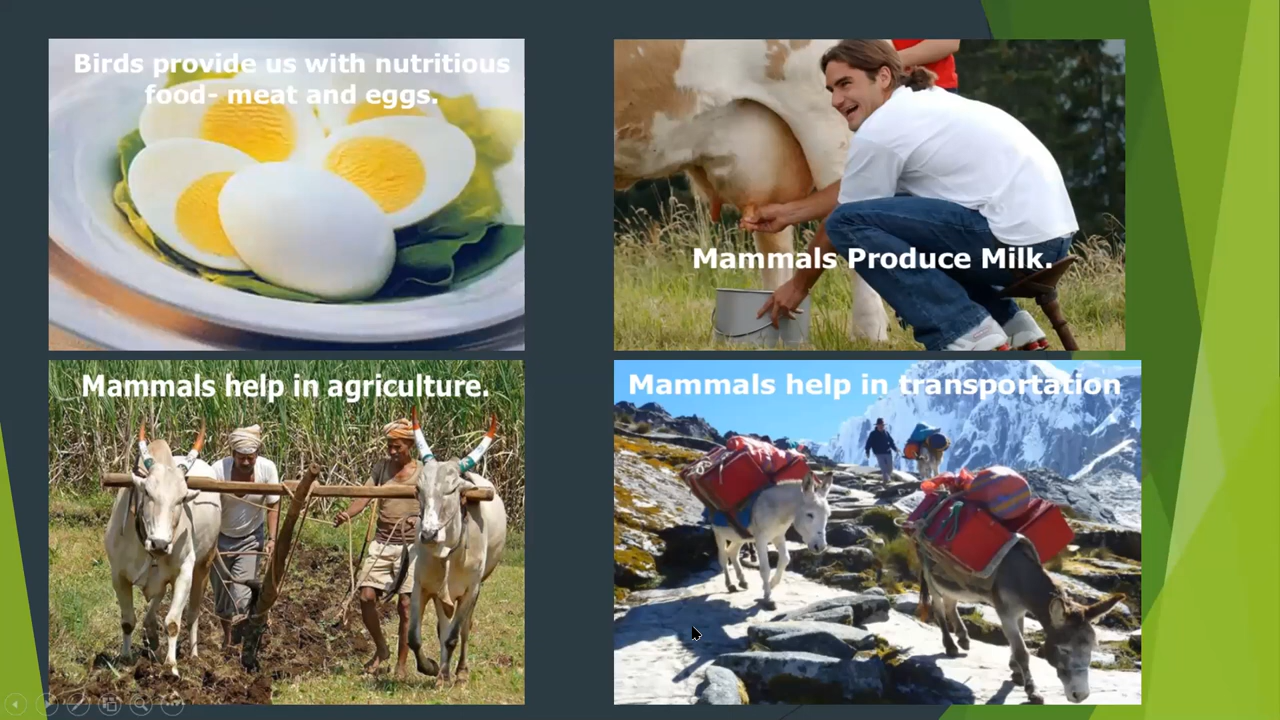 Birds provide us with nutritious
food- meat and eggs.
Mammals Produce Milk.
Mammals help in agriculture.
Mammals help in transportation